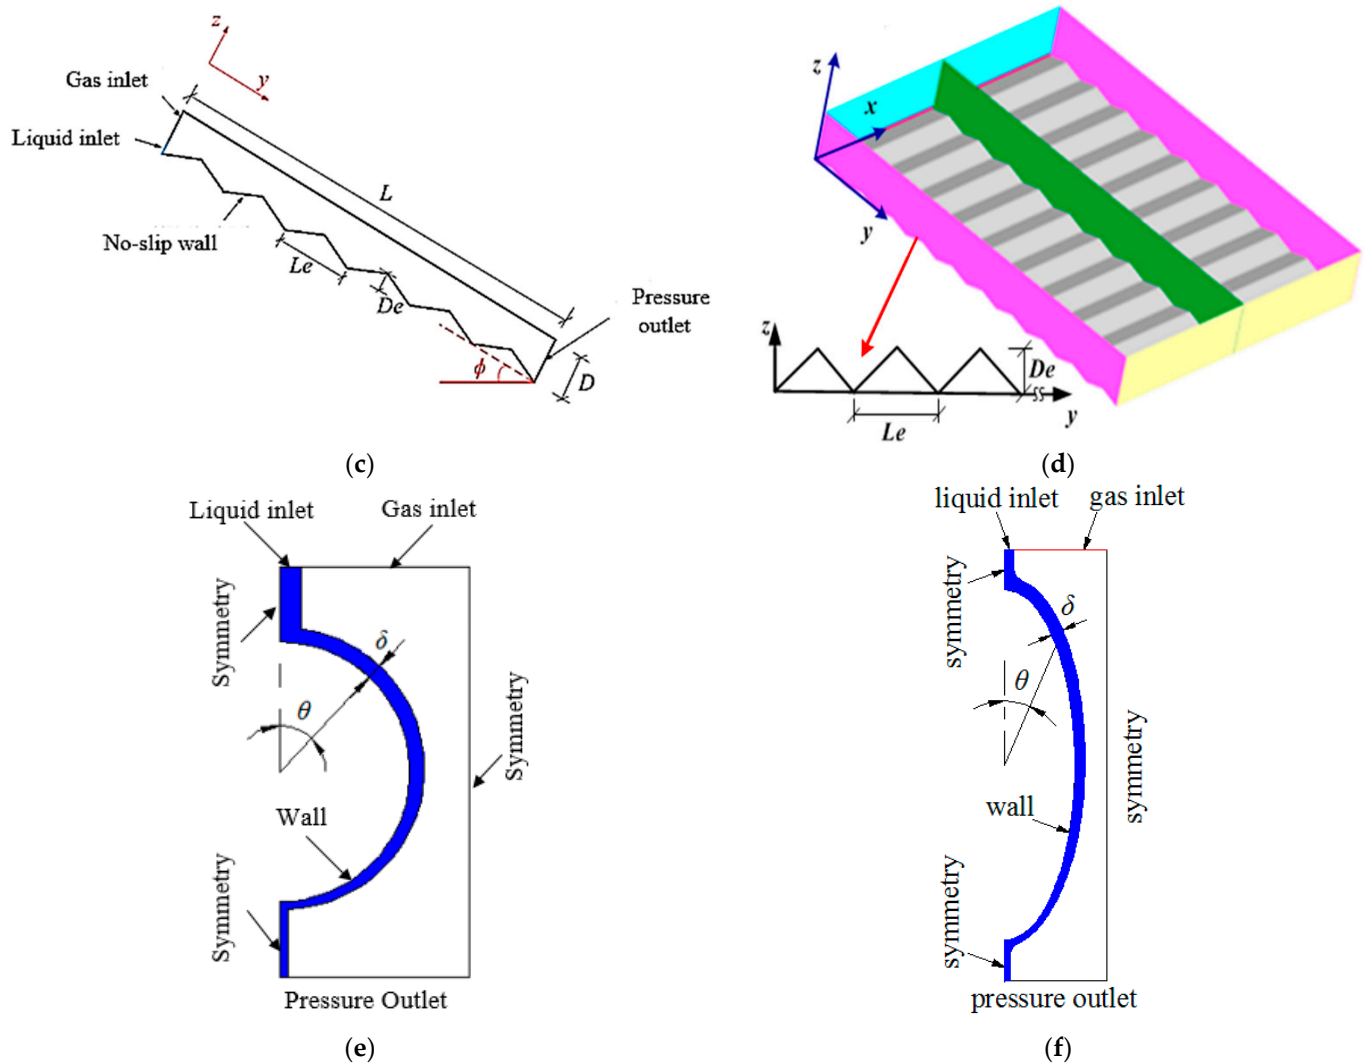 z
y
Gas inlet
Liquid inlet
L
No-slip wall
Le
De
Pressure
outlet
ϕ
D
(c)
z
x
y
z
De
Le
y
(d)
Liquid inlet
Gas inlet
Symmetry
δ
θ
Symmetry
Wall
Symmetry
Pressure Outlet
(e)
liquid inlet
gas inlet
symmetry
δ
θ
symmetry
wall
symmetry
pressure outlet
(f)